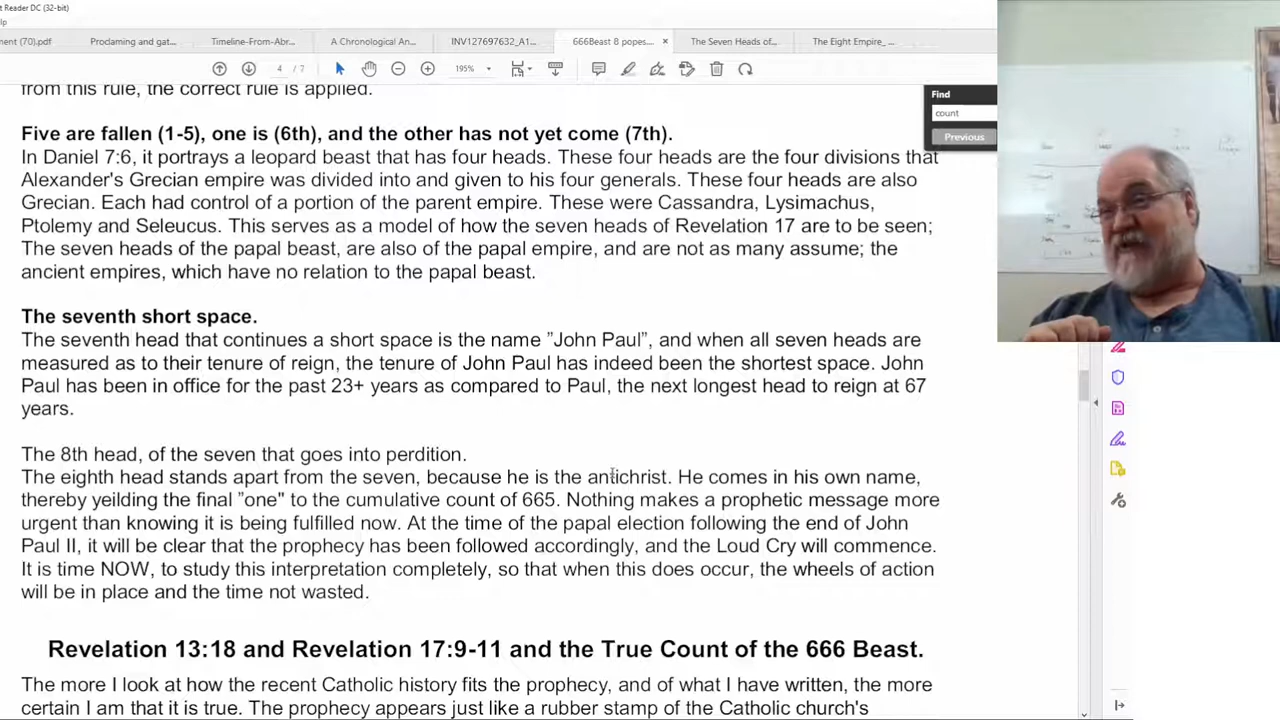 t Reader DC (32-bit)
lp
ment (70).pdf
Proclaming and gat...
Timeline-From-Abr...
A Chronological An...
INV127697632_A1...
666Beast 8 popes.... ×
The Seven Heads of...
The Eight Empire_ ...
4 / 7
195%
Find
count
Previous
from this rule, the correct rule is applied.
Five are fallen (1-5), one is (6th), and the other has not yet come (7th).
In Daniel 7:6, it portrays a leopard beast that has four heads. These four heads are the four divisions that
Alexander's Grecian empire was divided into and given to his four generals. These four heads are also
Grecian. Each had control of a portion of the parent empire. These were Cassandra, Lysimachus,
Ptolemy and Seleucus. This serves as a model of how the seven heads of Revelation 17 are to be seen;
The seven heads of the papal beast, are also of the papal empire, and are not as many assume; the
ancient empires, which have no relation to the papal beast.
The seventh short space.
The seventh head that continues a short space is the name ”John Paul”, and when all seven heads are
measured as to their tenure of reign, the tenure of John Paul has indeed been the shortest space. John
Paul has been in office for the past 23+ years as compared to Paul, the next longest head to reign at 67
years.
The 8th head, of the seven that goes into perdition.
The eighth head stands apart from the seven, because he is the antichrist. He comes in his own name,
thereby yeilding the final ”one" to the cumulative count of 665. Nothing makes a prophetic message more
urgent than knowing it is being fulfilled now. At the time of the papal election following the end of John
Paul II, it will be clear that the prophecy has been followed accordingly, and the Loud Cry will commence.
It is time NOW, to study this interpretation completely, so that when this does occur, the wheels of action
will be in place and the time not wasted.
Revelation 13:18 and Revelation 17:9-11 and the True Count of the 666 Beast.
The more I look at how the recent Catholic history fits the prophecy, and of what I have written, the more
certain I am that it is true. The prophecy appears just like a rubber stamp of the Catholic church's